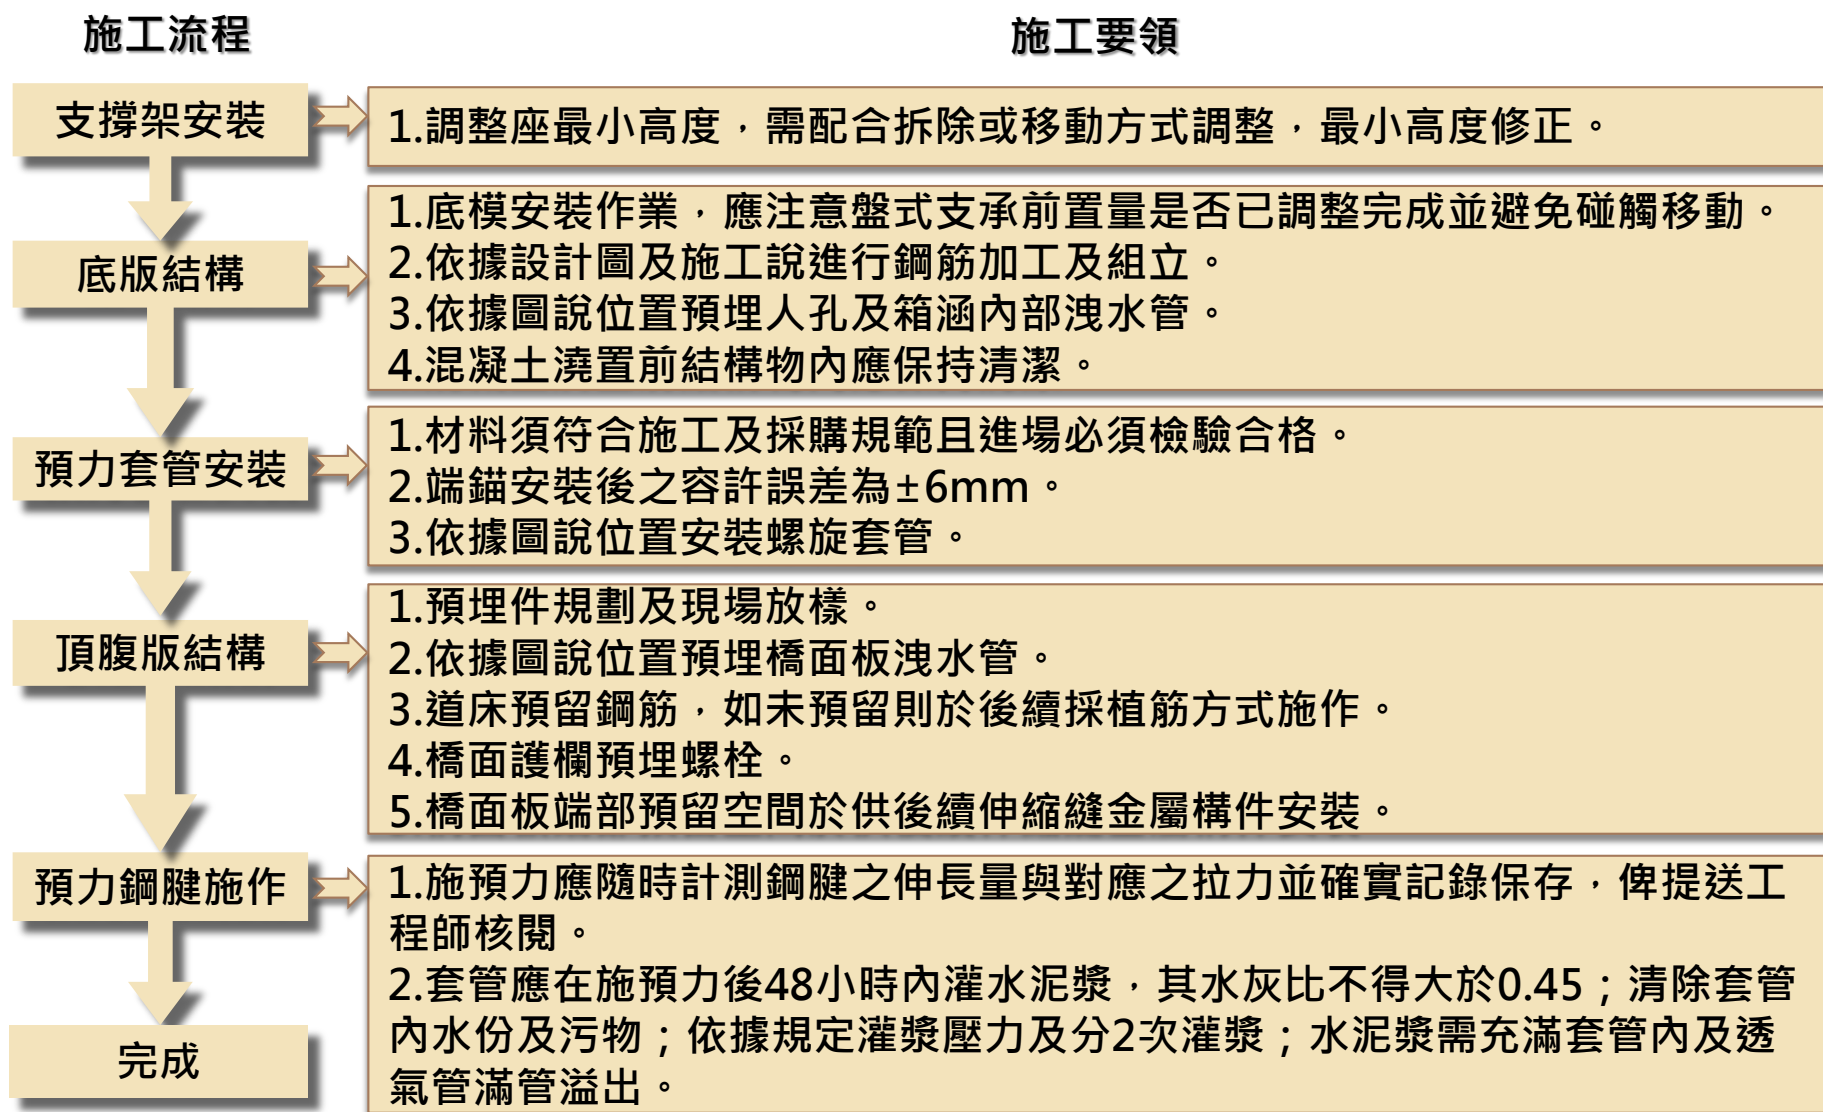 施工流程
施工要領
支撐架安裝
1.調整座最小高度，需配合拆除或移動方式調整，最小高度修正。
底版結構
1.底模安裝作業，應注意盤式支承前置量是否已調整完成並避免碰觸移動。
2.依據設計圖及施工說進行鋼筋加工及組立。
3.依據圖說位置預埋人孔及箱涵內部洩水管。
4.混凝土澆置前結構物內應保持清潔。
預力套管安裝
1.材料須符合施工及採購規範且進場必須檢驗合格。
2.端錨安裝後之容許誤差為±6mm。
3.依據圖說位置安裝螺旋套管。
頂腹版結構
1.預埋件規劃及現場放樣。
2.依據圖說位置預埋橋面板洩水管。
3.道床預留鋼筋，如未預留則於後續採植筋方式施作。
4.橋面護欄預埋螺栓。
5.橋面板端部預留空間於供後續伸縮縫金屬構件安裝。
預力鋼腱施作
1.施預力應隨時計測鋼腱之伸長量與對應之拉力並確實記錄保存，俾提送工
程師核閱。
2.套管應在施預力後48小時內灌水泥漿，其水灰比不得大於0.45；清除套管
內水份及污物；依據規定灌漿壓力及分2次灌漿；水泥漿需充滿套管內及透
氣管滿管溢出。
完成